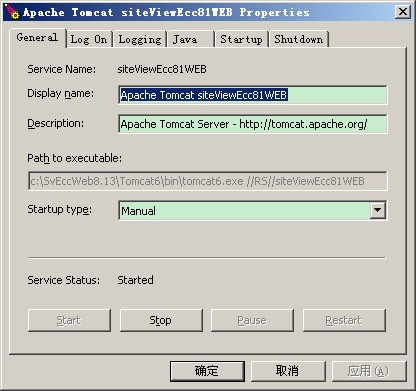 Apache Tomcat siteViewEcc81WEB Properties
General Log On Logging Java Startup Shutdown
Service Name: siteViewEcc81WEB
Display name: Apache Tomcat siteViewEcc81WEB
Description: Apache Tomcat Server - http://tomcat.apache.org/
Path to executable:
c:\SvEccWeb8.13\Tomcat6\bin\tomcat6.exe //RS//siteViewEcc81WEB
Startup type: Manual
Service Status: Started
Start Stop Pause Restart
确定 取消 应用(A)